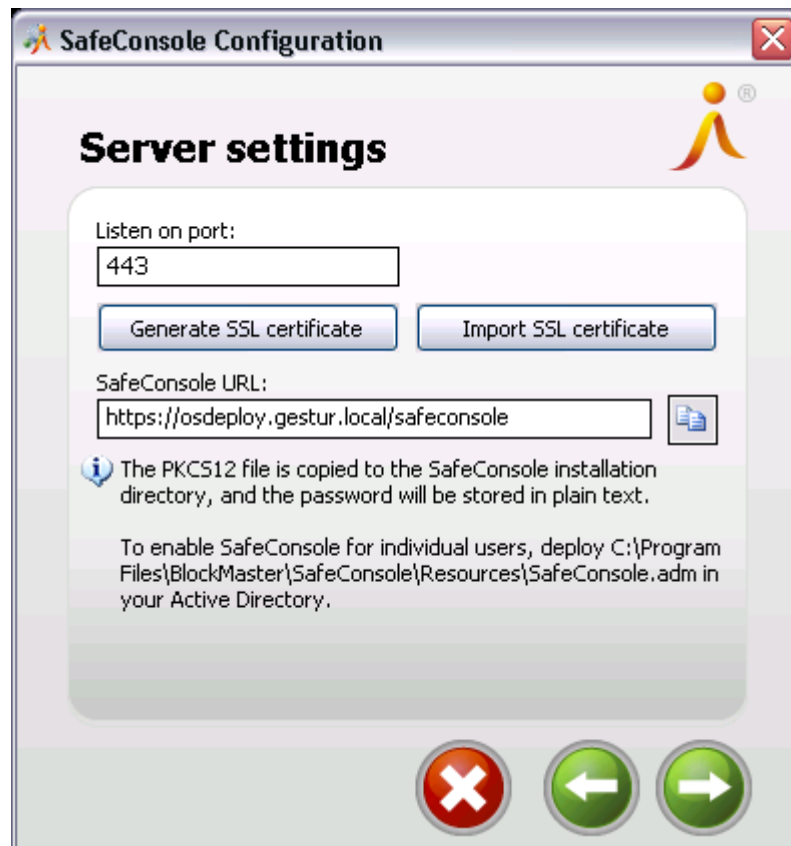 SafeConsole Configuration
®
Server settings
Listen on port:
443
Generate SSL certificate
Import SSL certificate
SafeConsole URL:
https://osdeploy.gestur.local/safeconsole
The PKCS12 file is copied to the SafeConsole installation
directory, and the password will be stored in plain text.
To enable SafeConsole for individual users, deploy C:\Program
Files\BlockMaster\SafeConsole\Resources\SafeConsole.adm in
your Active Directory.